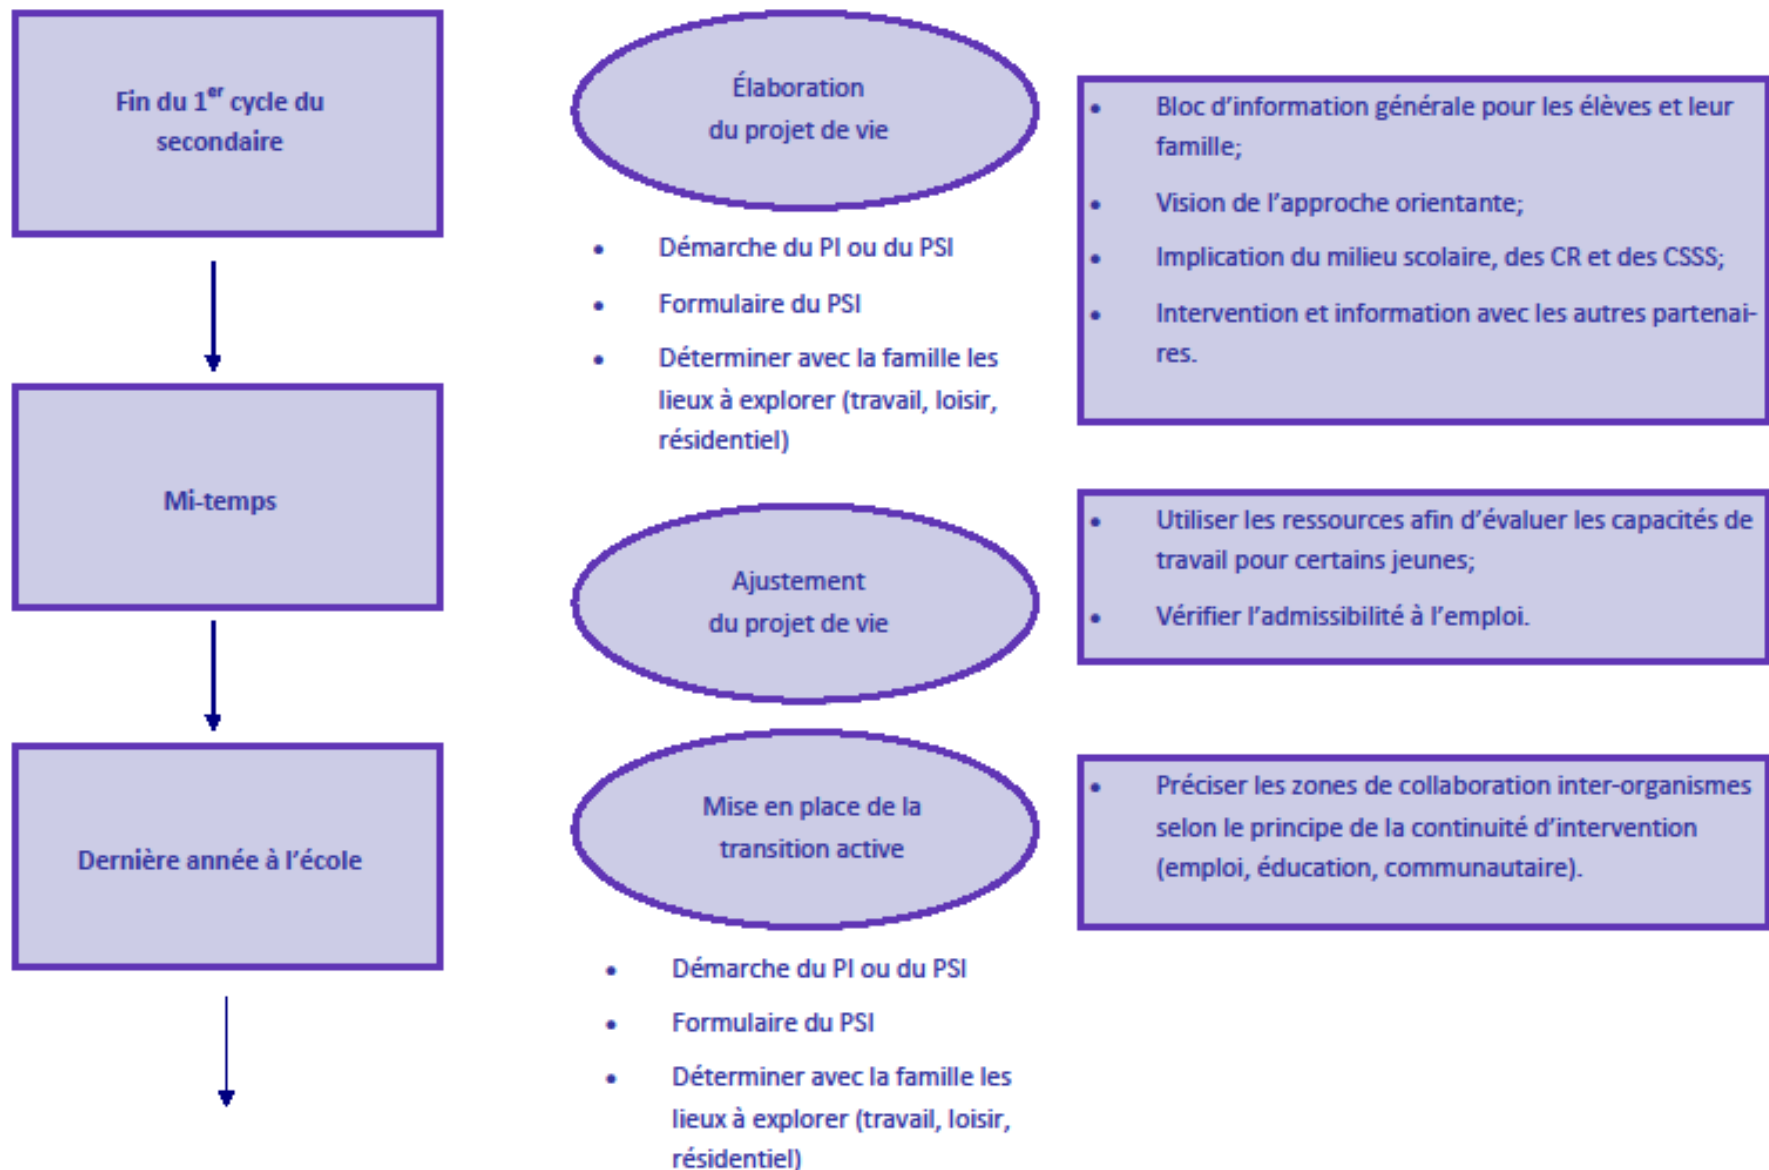 Fin du 1er cycle du
secondaire
Élaboration
du projet de vie
• Démarche du PI ou du PSI
• Formulaire du PSI
• Déterminer avec la famille les
lieux à explorer (travail, loisir,
résidentiel)
• Bloc d’information générale pour les élèves et leur
famille;
• Vision de l’approche orientante;
• Implication du milieu scolaire, des CR et des CSSS;
• Intervention et information avec les autres partenai-
res.
Mi-temps
Ajustement
du projet de vie
• Utiliser les ressources afin d’évaluer les capacités de
travail pour certains jeunes;
• Vérifier l’admissibilité à l’emploi.
Dernière année à l’école
Mise en place de la
transition active
• Démarche du PI ou du PSI
• Formulaire du PSI
• Déterminer avec la famille les
lieux à explorer (travail, loisir,
résidentiel)
• Préciser les zones de collaboration inter-organismes
selon le principe de la continuité d’intervention
(emploi, éducation, communautaire).